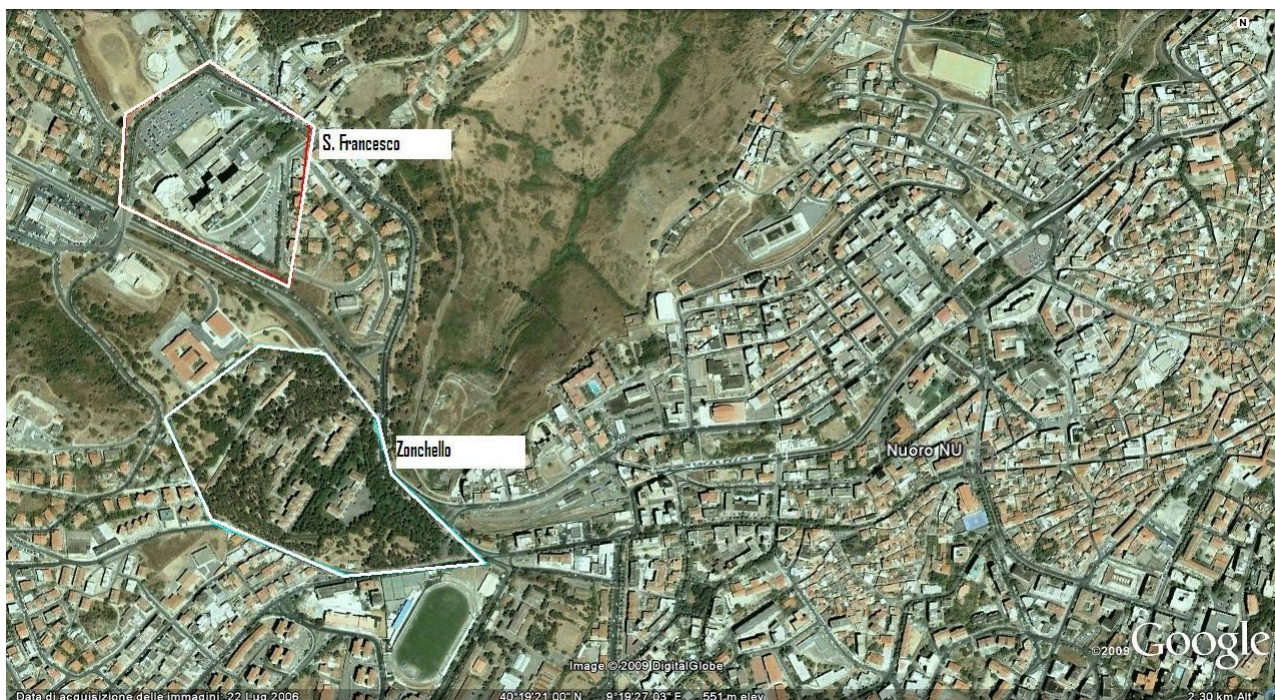 N
S. Francesco
Zonchello
Nuoro NU
Image © 2009 DigitalGlobe
©2009 Google
Data di acquisizione delle immagini: 22 Lug 2006 40°19'21.00" N 9°19'27.03" E 551 m elev 2.30 km Alt